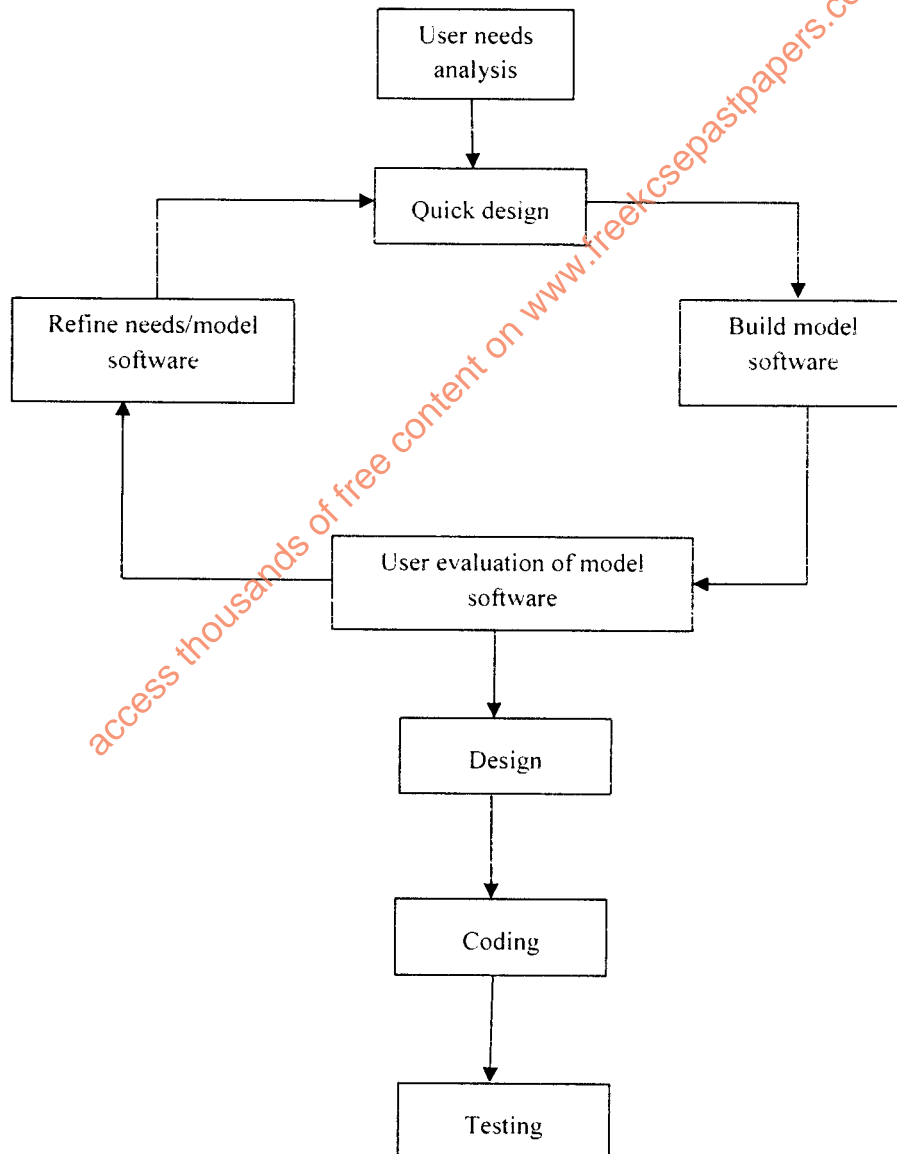 User needs
analysis
Quick design
Refine needs/model
software
Build model
software
User evaluation of model
software
Design
Coding
Testing
access thousands of free content on www.freekcsepastpapers.co